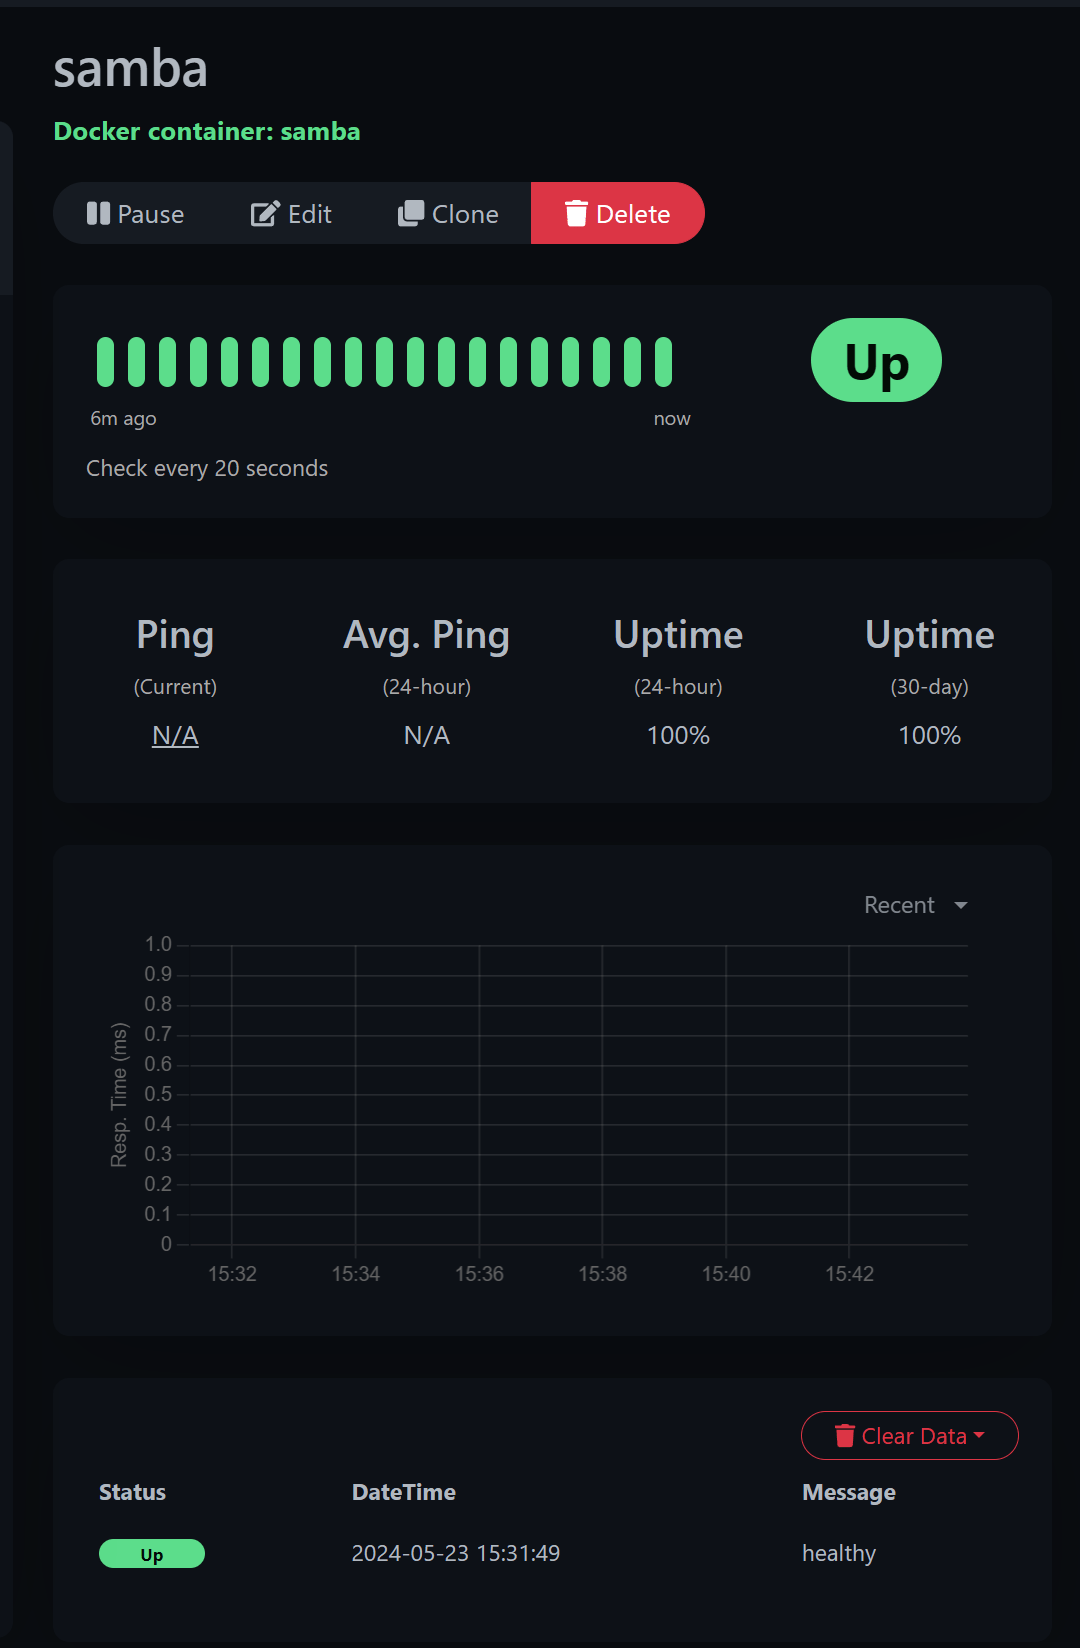 samba
Docker container: samba
Pause Edit Clone Delete
Up
6m ago now
Check every 20 seconds
Ping Avg. Ping Uptime Uptime
(Current) (24-hour) (24-hour) (30-day)
N/A N/A 100% 100%
Recent
Resp. Time (ms)
1.0
0.9
0.8
0.7
0.6
0.5
0.4
0.3
0.2
0.1
0
15:32 15:34 15:36 15:38 15:40 15:42
Clear Data
Status DateTime Message
Up 2024-05-23 15:31:49 healthy